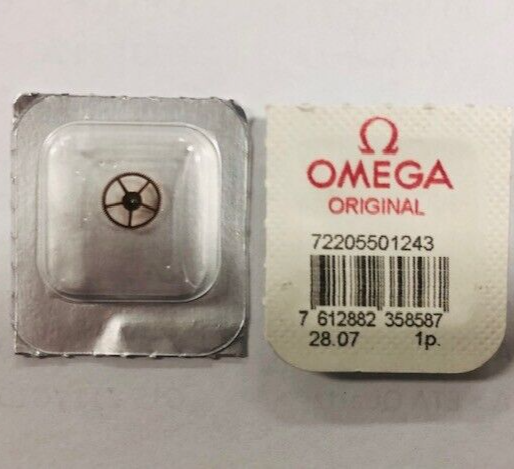 Ω
OMEGA
ORIGINAL
72205501243
7 612882 358587
28.07 1p.